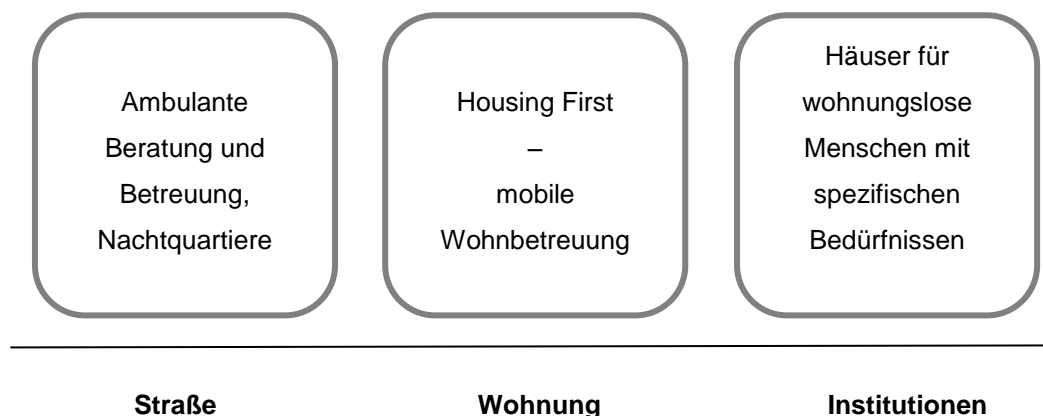 Ambulante
Beratung und
Betreuung,
Nachtquartiere
Housing First
–
mobile
Wohnbetreuung
Häuser für
wohnungslose
Menschen mit
spezifischen
Bedürfnissen
Straße
Wohnung
Institutionen